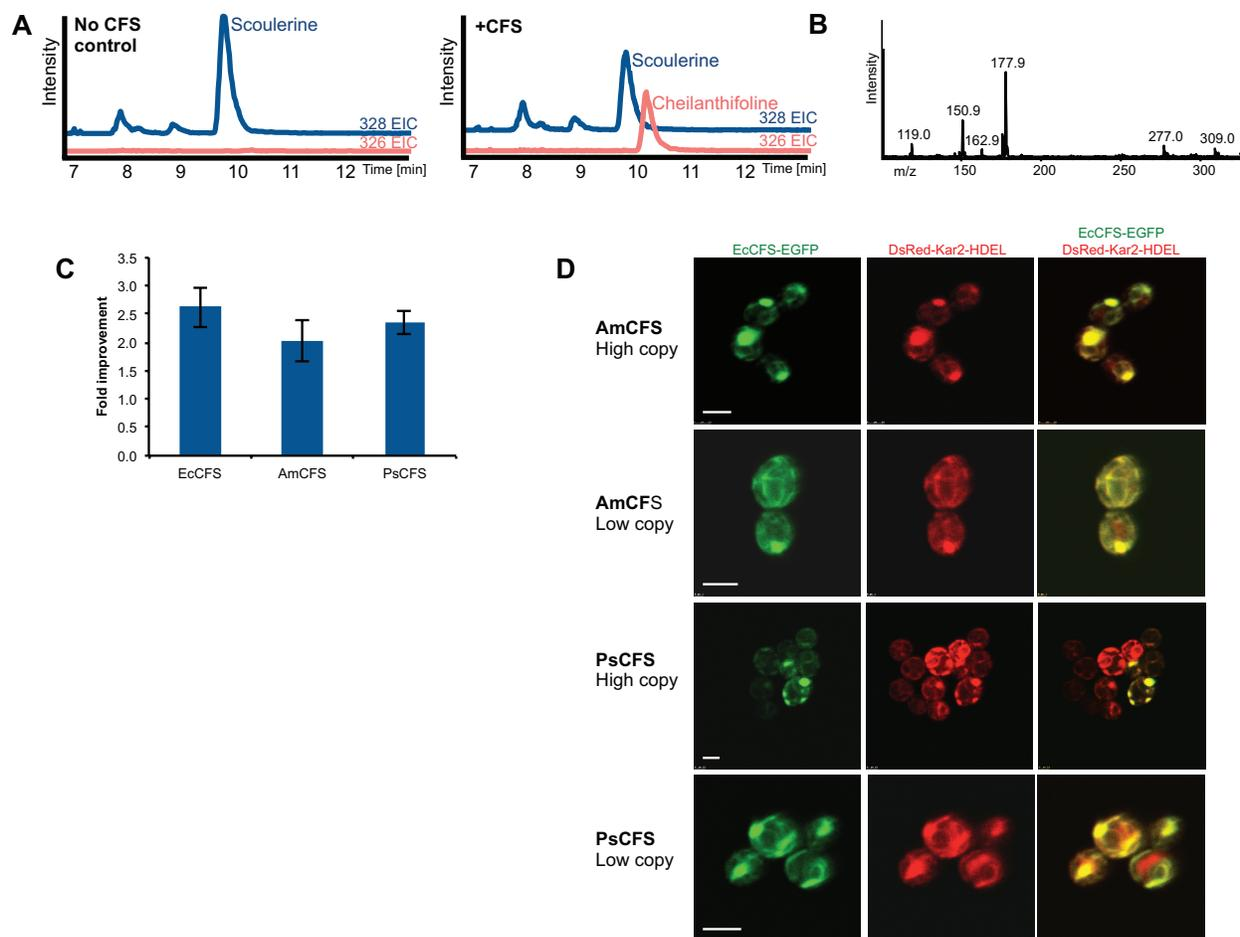 A
No CFS
control
Intensity
Scoulerine
328 EIC
326 EIC
7 8 9 10 11 12 Time [min]
+CFS
Intensity
Scoulerine
Cheilanthifoline
328 EIC
326 EIC
7 8 9 10 11 12 Time [min]
B
Intensity
119.0
150.9
162.9
177.9
277.0
309.0
m/z 150 200 250 300
C
Fold improvement
3.5
3.0
2.5
2.0
1.5
1.0
0.5
0.0
EcCFS AmCFS PsCFS
D
EcCFS-EGFP
DsRed-Kar2-HDEL
EcCFS-EGFP
DsRed-Kar2-HDEL
AmCFS
High copy
AmCFS
Low copy
PsCFS
High copy
PsCFS
Low copy